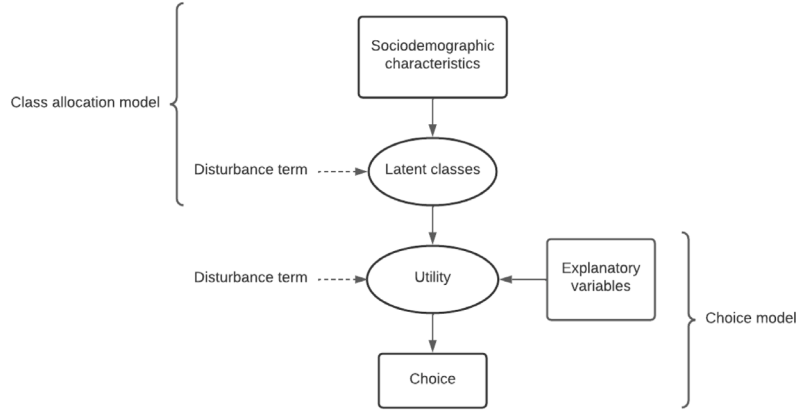 Sociodemographic
characteristics
Class allocation model
Disturbance term
Latent classes
Disturbance term
Utility
Explanatory
variables
Choice model
Choice